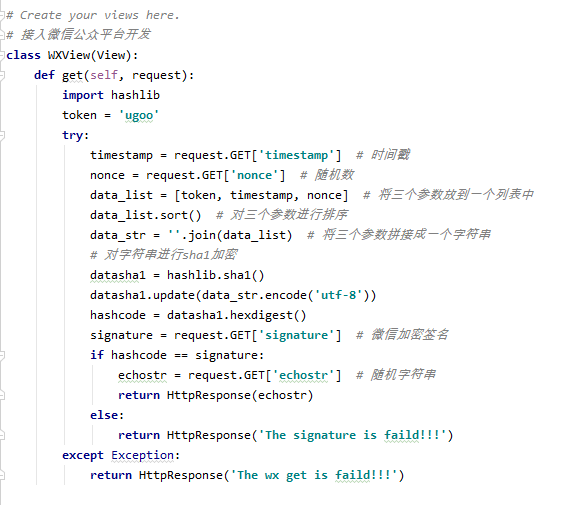 # Create your views here.
# 接入微信公众平台开发
class WXView(View):
    def get(self, request):
        import hashlib
        token = 'ugoo'
        try:
            timestamp = request.GET['timestamp']  # 时间戳
            nonce = request.GET['nonce']  # 随机数
            data_list = [token, timestamp, nonce]  # 将三个参数放到一个列表中
            data_list.sort()  # 对三个参数进行排序
            data_str = ''.join(data_list)  # 将三个参数拼接成一个字符串
            # 对字符串进行sha1加密
            datasha1 = hashlib.sha1()
            datasha1.update(data_str.encode('utf-8'))
            hashcode = datasha1.hexdigest()
            signature = request.GET['signature']  # 微信加密签名
            if hashcode == signature:
                echostr = request.GET['echostr']  # 随机字符串
                return HttpResponse(echostr)
            else:
                return HttpResponse('The signature is faild!!!')
        except Exception:
            return HttpResponse('The wx get is faild!!!')